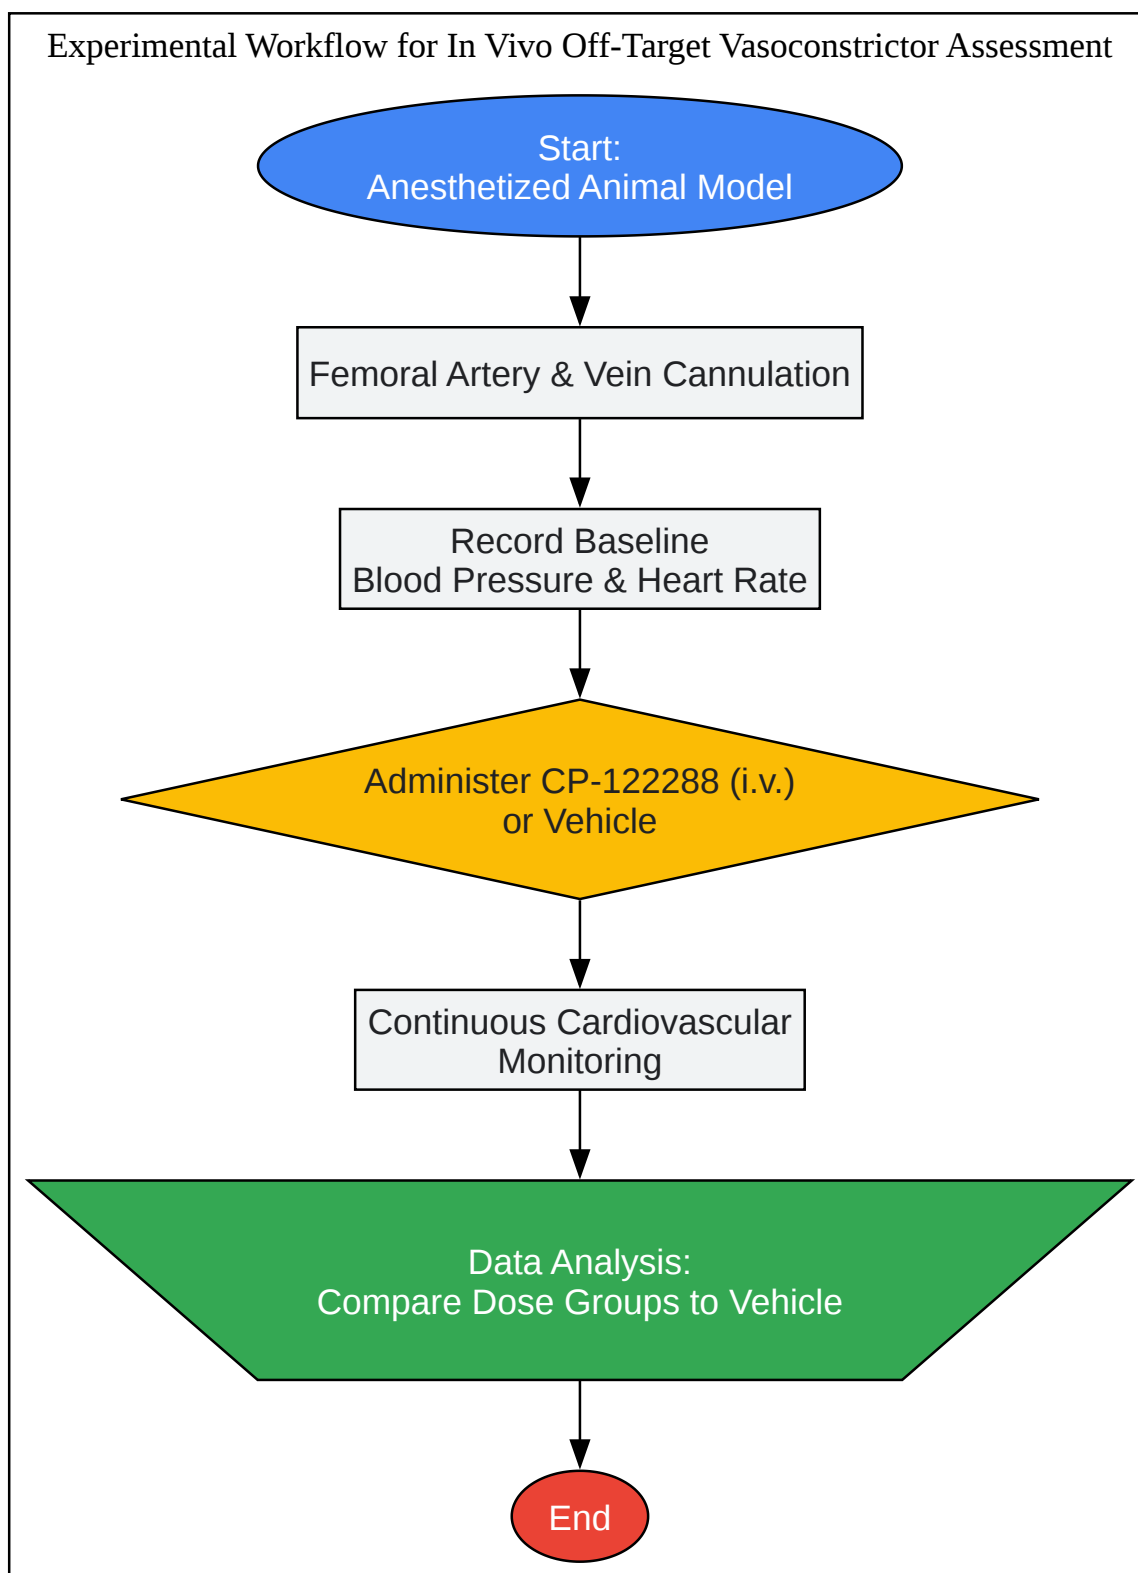 Experimental Workflow for In Vivo Off-Target Vasoconstrictor Assessment
Start:
Anesthetized Animal Model
Femoral Artery & Vein Cannulation
Record Baseline
Blood Pressure & Heart Rate
Administer CP-122288 (i.v.)
or Vehicle
Continuous Cardiovascular
Monitoring
Data Analysis:
Compare Dose Groups to Vehicle
End